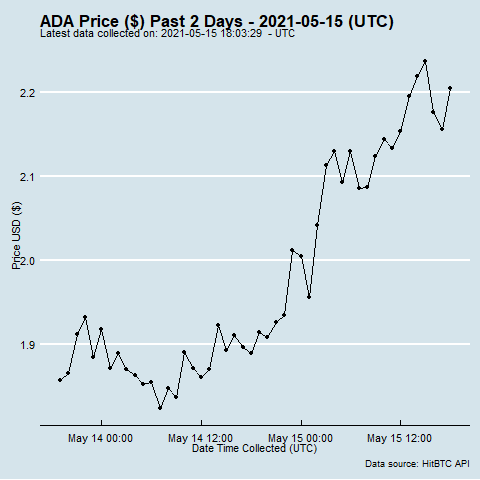 ADA Price ($) Past 2 Days - 2021-05-15 (UTC)
Latest data collected on: 2021-05-15 18:03:29  - UTC
2.2
2.1
2.0
1.9
Price USD ($)
May 14 00:00
May 14 12:00
May 15 00:00
May 15 12:00
Date Time Collected (UTC)
Data source: HitBTC API